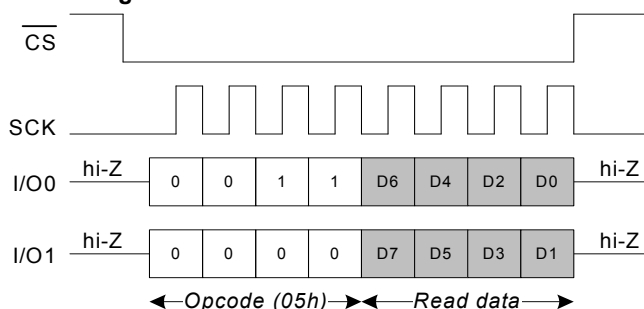 CS
SCK
I/O0 hi-Z 0 0 1 1 D6 D4 D2 D0 hi-Z
I/O1 hi-Z 0 0 0 0 D7 D5 D3 D1 hi-Z
Opcode (05h) Read data